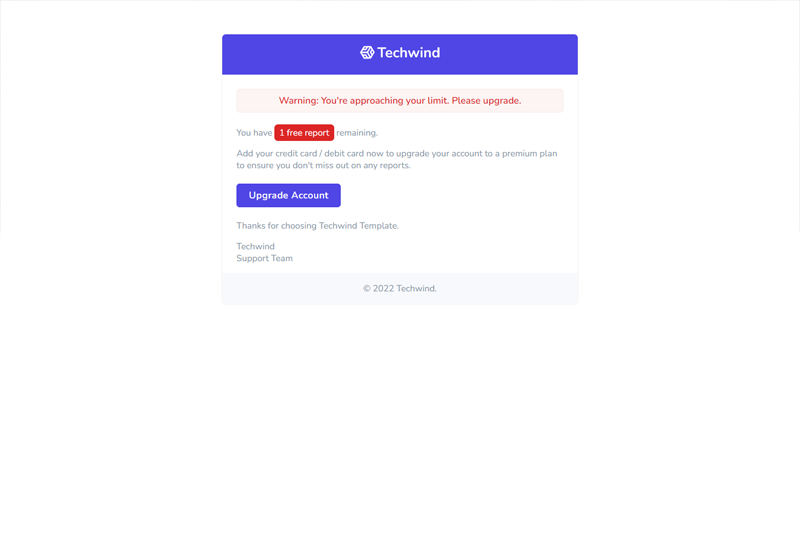 Techwind
Warning: You're approaching your limit. Please upgrade.
You have 1 free report remaining.
Add your credit card / debit card now to upgrade your account to a premium plan
to ensure you don't miss out on any reports.
Upgrade Account
Thanks for choosing Techwind Template.
Techwind
Support Team
© 2022 Techwind.